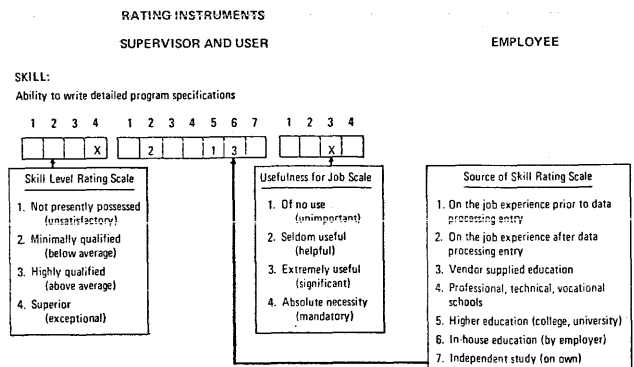 RATING INSTRUMENTS
SUPERVISOR AND USER EMPLOYEE
SKILL:
Ability to write detailed program specifications
1 2 3 4 1 2 3 4 5 6 7 1 2 3 4
X 2 1 3 X
Skill Level Rating Scale
1. Not presently possessed
(unsatisfactory)
2. Minimally qualified
(below average)
3. Highly qualified
(above average)
4. Superior
(exceptional)
Usefulness for Job Scale
1. Of no use
(unimportant)
2. Seldom useful
(helpful)
3. Extremely useful
(significant)
4. Absolute necessity
(mandatory)
Source of Skill Rating Scale
1. On the job experience prior to data
processing entry
2. On the job experience after data
processing entry
3. Vendor supplied education
4. Professional, technical, vocational
schools
5. Higher education (college, university)
6. In-house education (by employer)
7. Independent study (on own)